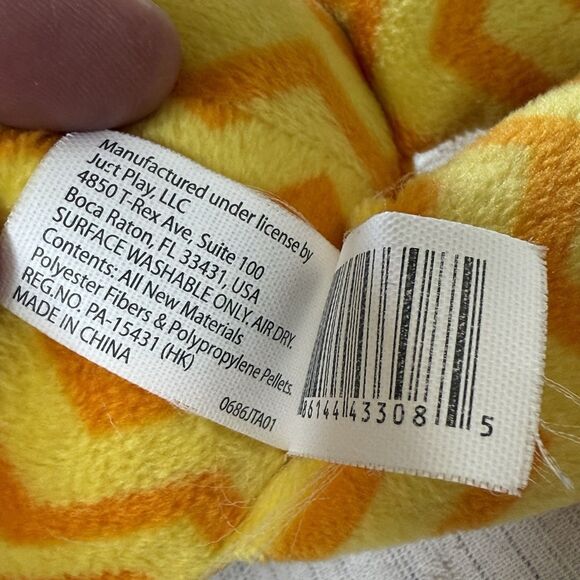 Manufactured under license by
Just Play, LLC
4850 T-Rex Ave, Suite 100
Boca Raton, FL 33431, USA
SURFACE WASHABLE ONLY. AIR DRY.
Contents: All New Materials
Polyester Fibers & Polypropylene Pellets.
REG.NO. PA-15431 (HK)
MADE IN CHINA
0686JTA01
86144 43308 5